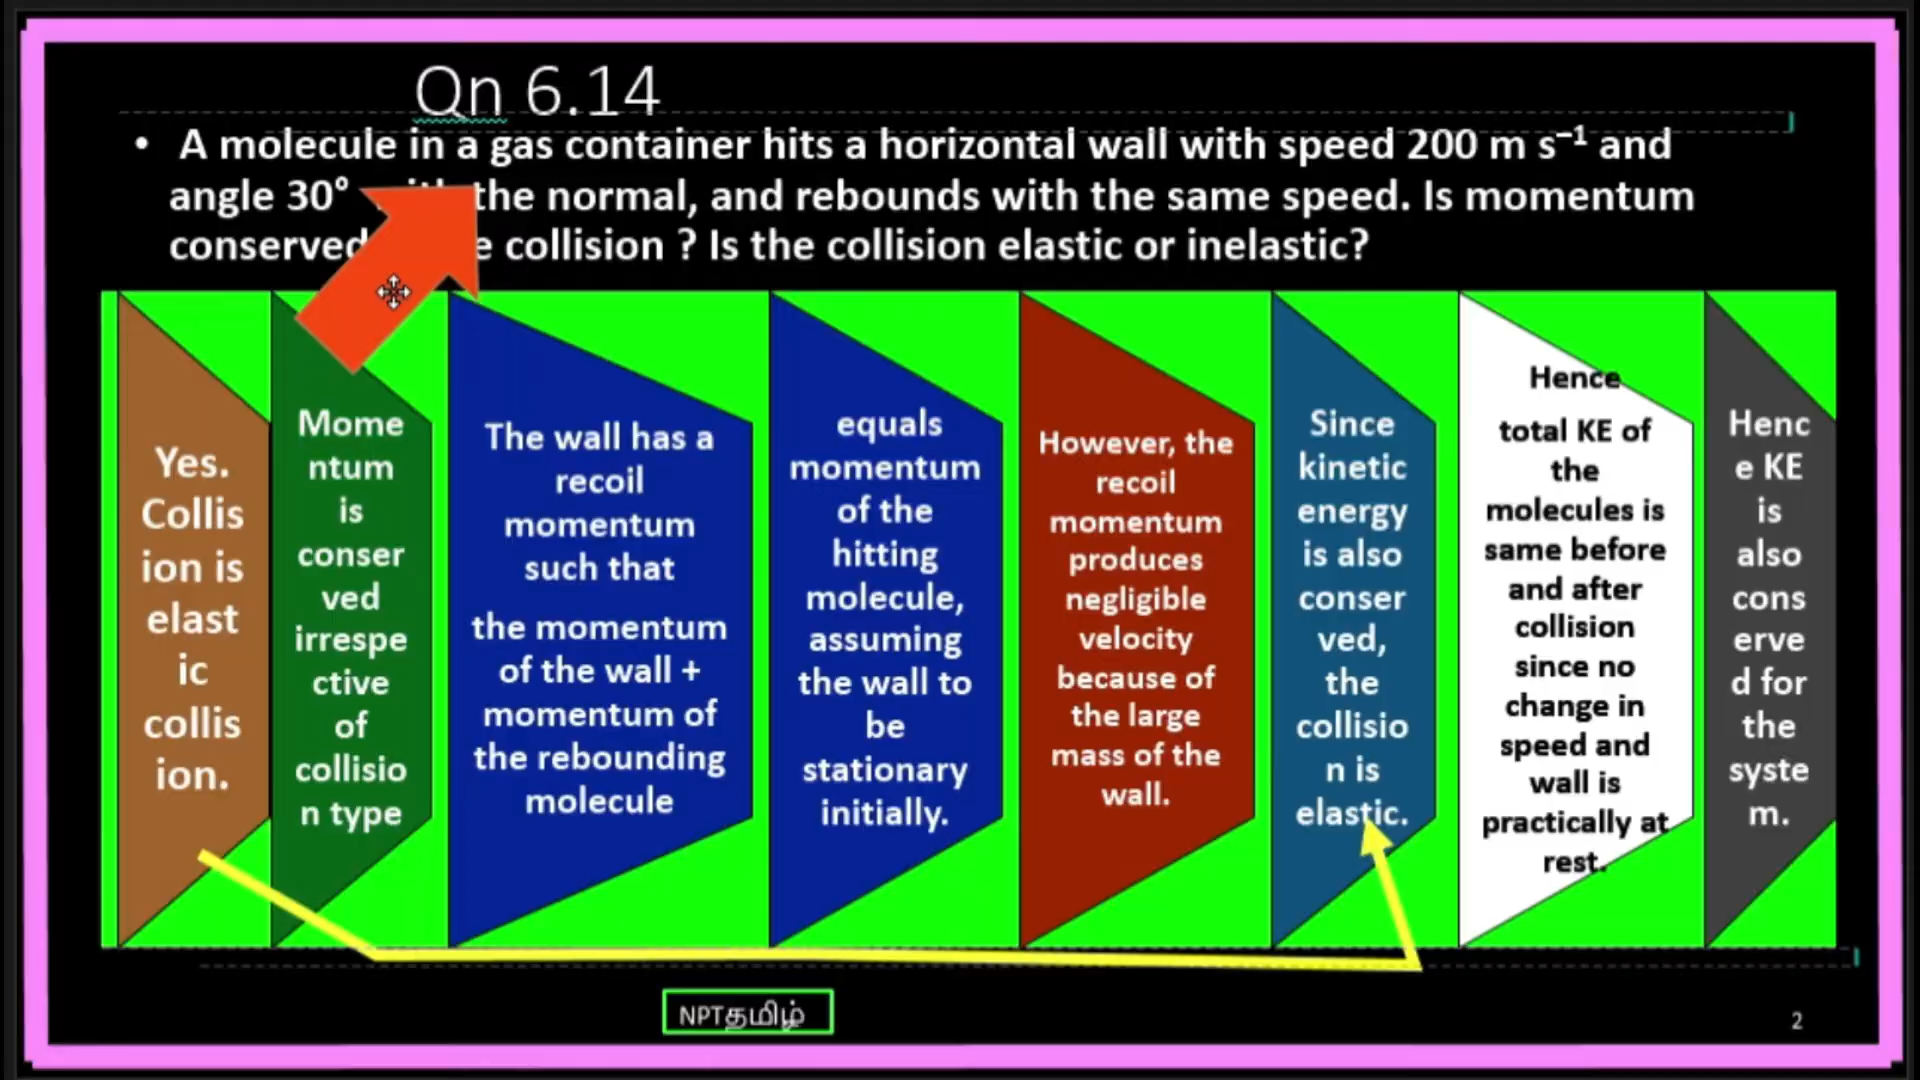 Qn 6.14
• A molecule in a gas container hits a horizontal wall with speed 200 m s⁻¹ and
angle 30° the normal, and rebounds with the same speed. Is momentum
conserved collision ? Is the collision elastic or inelastic?
Yes.
Collis
ion is
elast
ic
collis
ion.
Mome
ntum
is
conser
ved
irrespe
ctive
of
collisio
n type
The wall has a
recoil
momentum
such that
the momentum
of the wall +
momentum of
the rebounding
molecule
equals
momentum
of the
hitting
molecule,
assuming
the wall to
be
stationary
initially.
However, the
recoil
momentum
produces
negligible
velocity
because of
the large
mass of the
wall.
Since
kinetic
energy
is also
conser
ved,
the
collisio
n is
elastic.
Hence
total KE of
the
molecules is
same before
and after
collision
since no
change in
speed and
wall is
practically at
rest.
Henc
e KE
is
also
cons
erve
d for
the
syste
m.
NPTதமிழ்
2